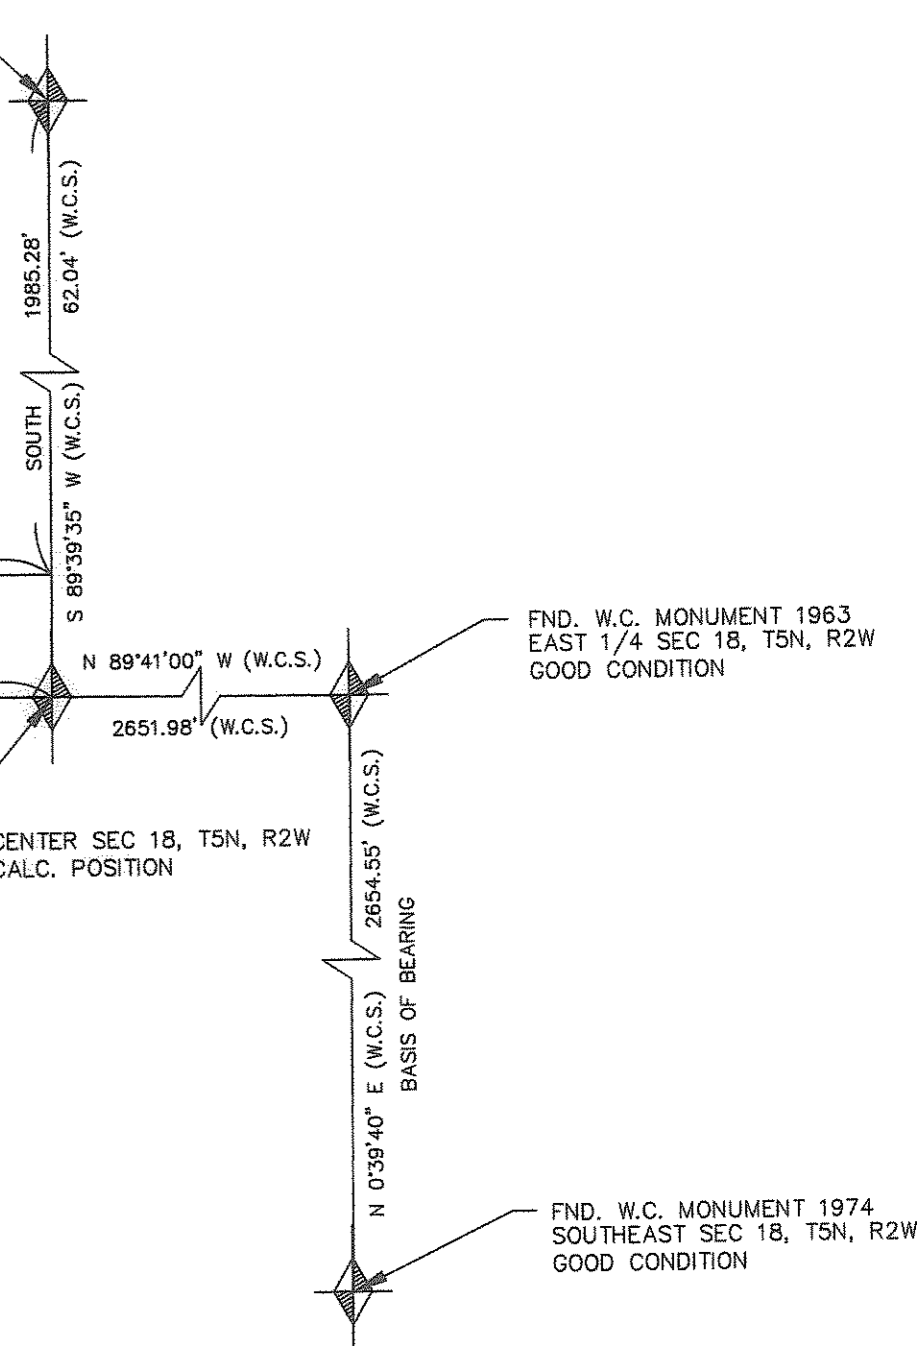 1985.28'
62.04' (W.C.S.)
SOUTH
S 89°39'35" W (W.C.S.)
FND. W.C. MONUMENT 1963
EAST 1/4 SEC 18, T5N, R2W
GOOD CONDITION
N 89°41'00" W (W.C.S.)
2651.98' (W.C.S.)
CENTER SEC 18, T5N, R2W
CALC. POSITION
2654.55' (W.C.S.)
N 0°39'40" E (W.C.S.)
BASIS OF BEARING
FND. W.C. MONUMENT 1974
SOUTHEAST SEC 18, T5N, R2W
GOOD CONDITION